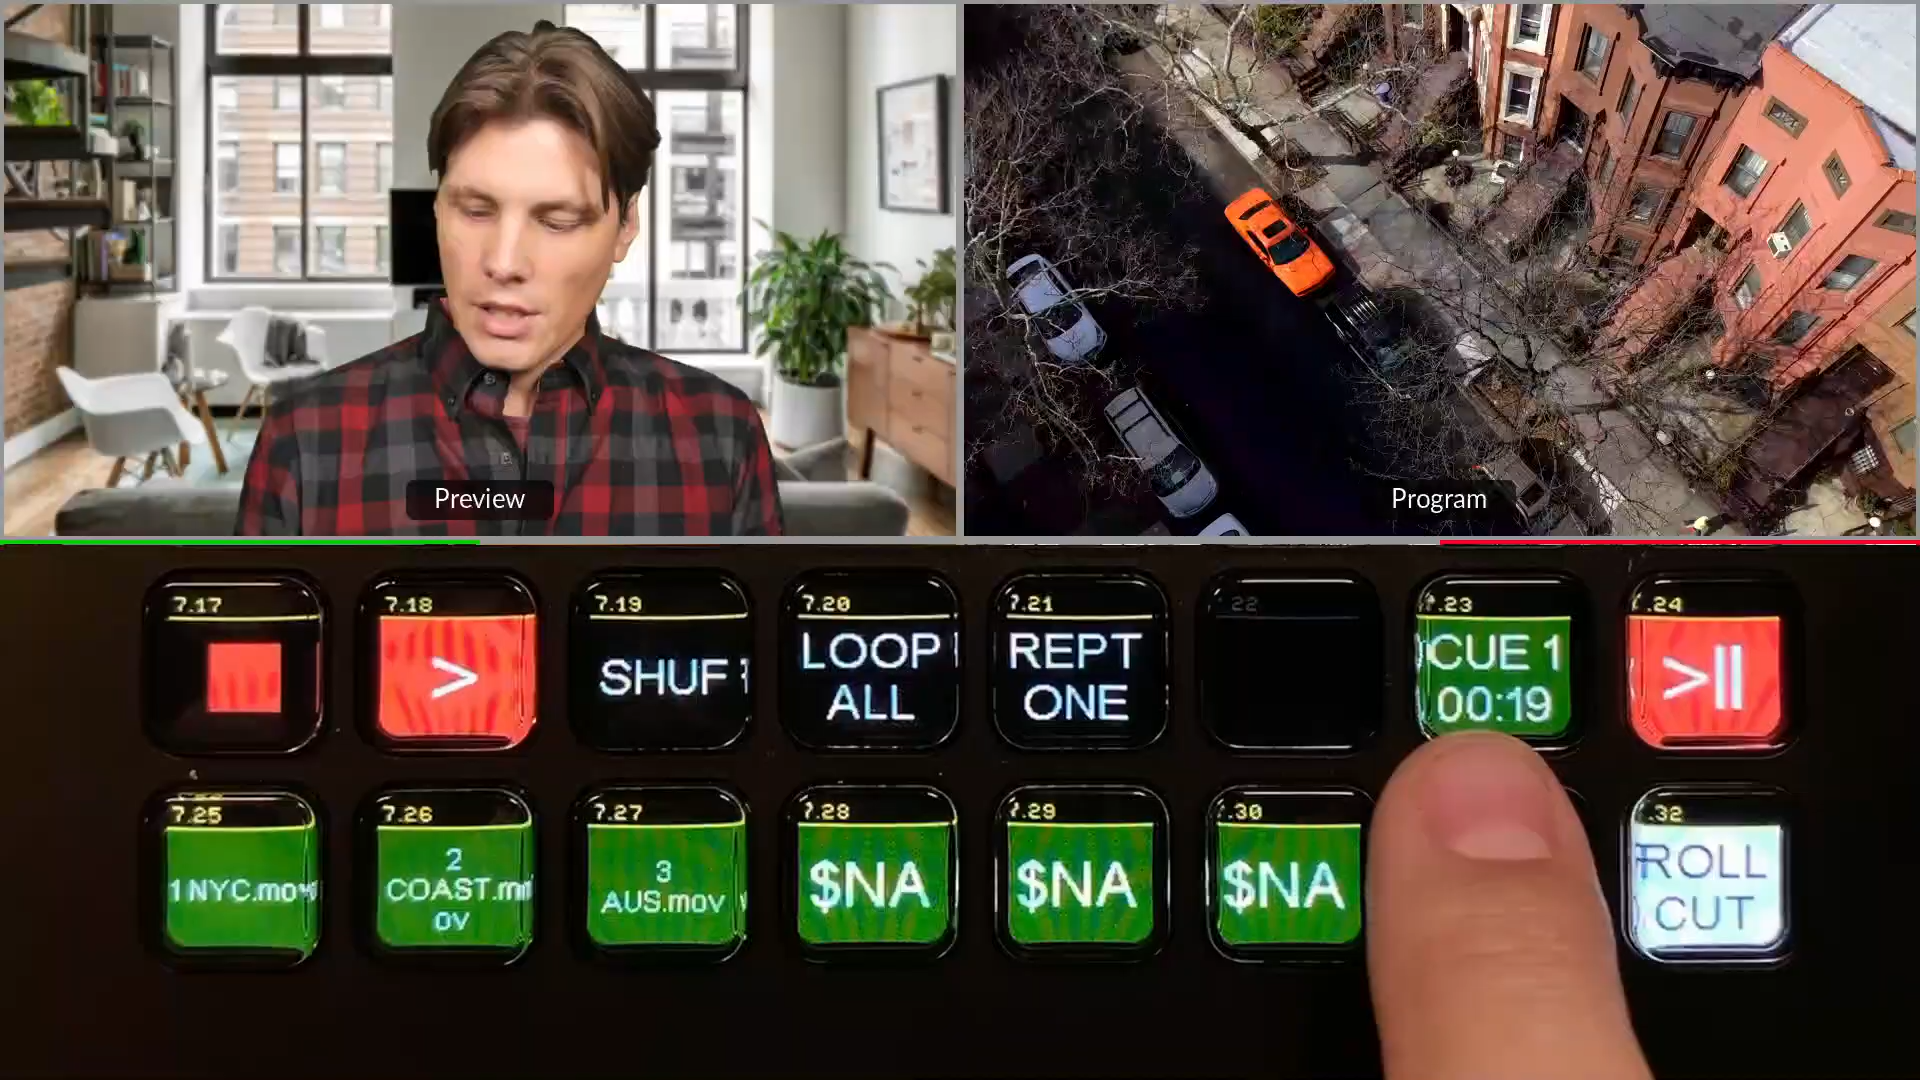 Preview
Program
7.17
7.18
>
7.19
SHUF
7.20
LOOP
ALL
7.21
REPT
ONE
22
.23
CUE 1
00:19
.24
>||
7.25
1 NYC.mov
7.26
2
COAST.m
ov
7.27
3
AUS.mov
7.28
$NA
7.29
$NA
.30
$NA
.32
ROLL
CUT